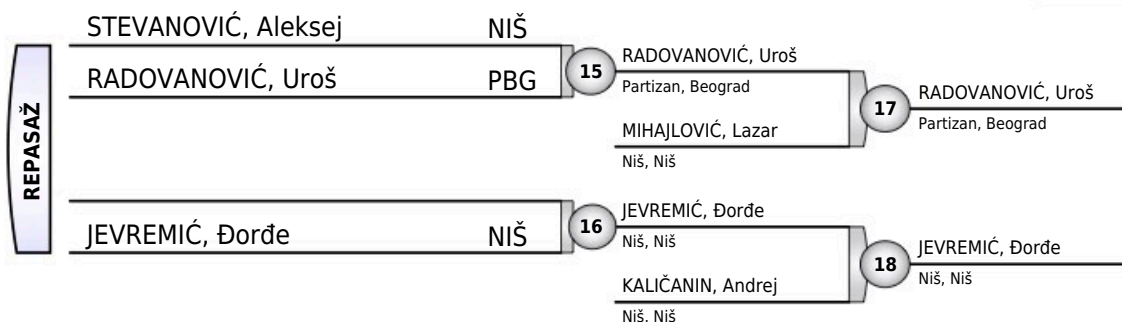 REPASAŽ
STEVANOVIĆ, Aleksej NIŠ
RADOVANOVIĆ, Uroš PBG
15
RADOVANOVIĆ, Uroš
Partizan, Beograd
MIHAJLOVIĆ, Lazar
Niš, Niš
17
RADOVANOVIĆ, Uroš
Partizan, Beograd
JEVREMIĆ, Đorđe NIŠ
16
JEVREMIĆ, Đorđe
Niš, Niš
KALIČANIN, Andrej
Niš, Niš
18
JEVREMIĆ, Đorđe
Niš, Niš